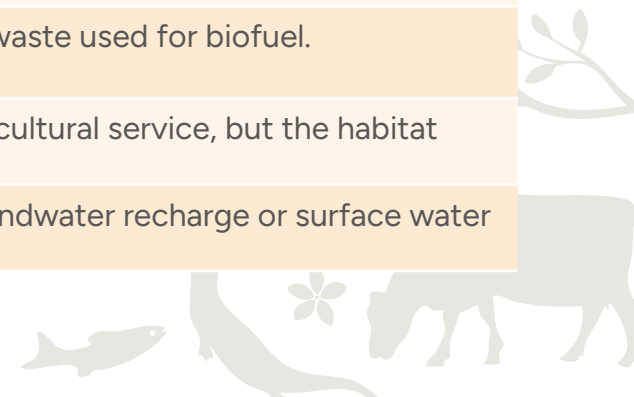 waste used for biofuel.
cultural service, but the habitat
ndwater recharge or surface water